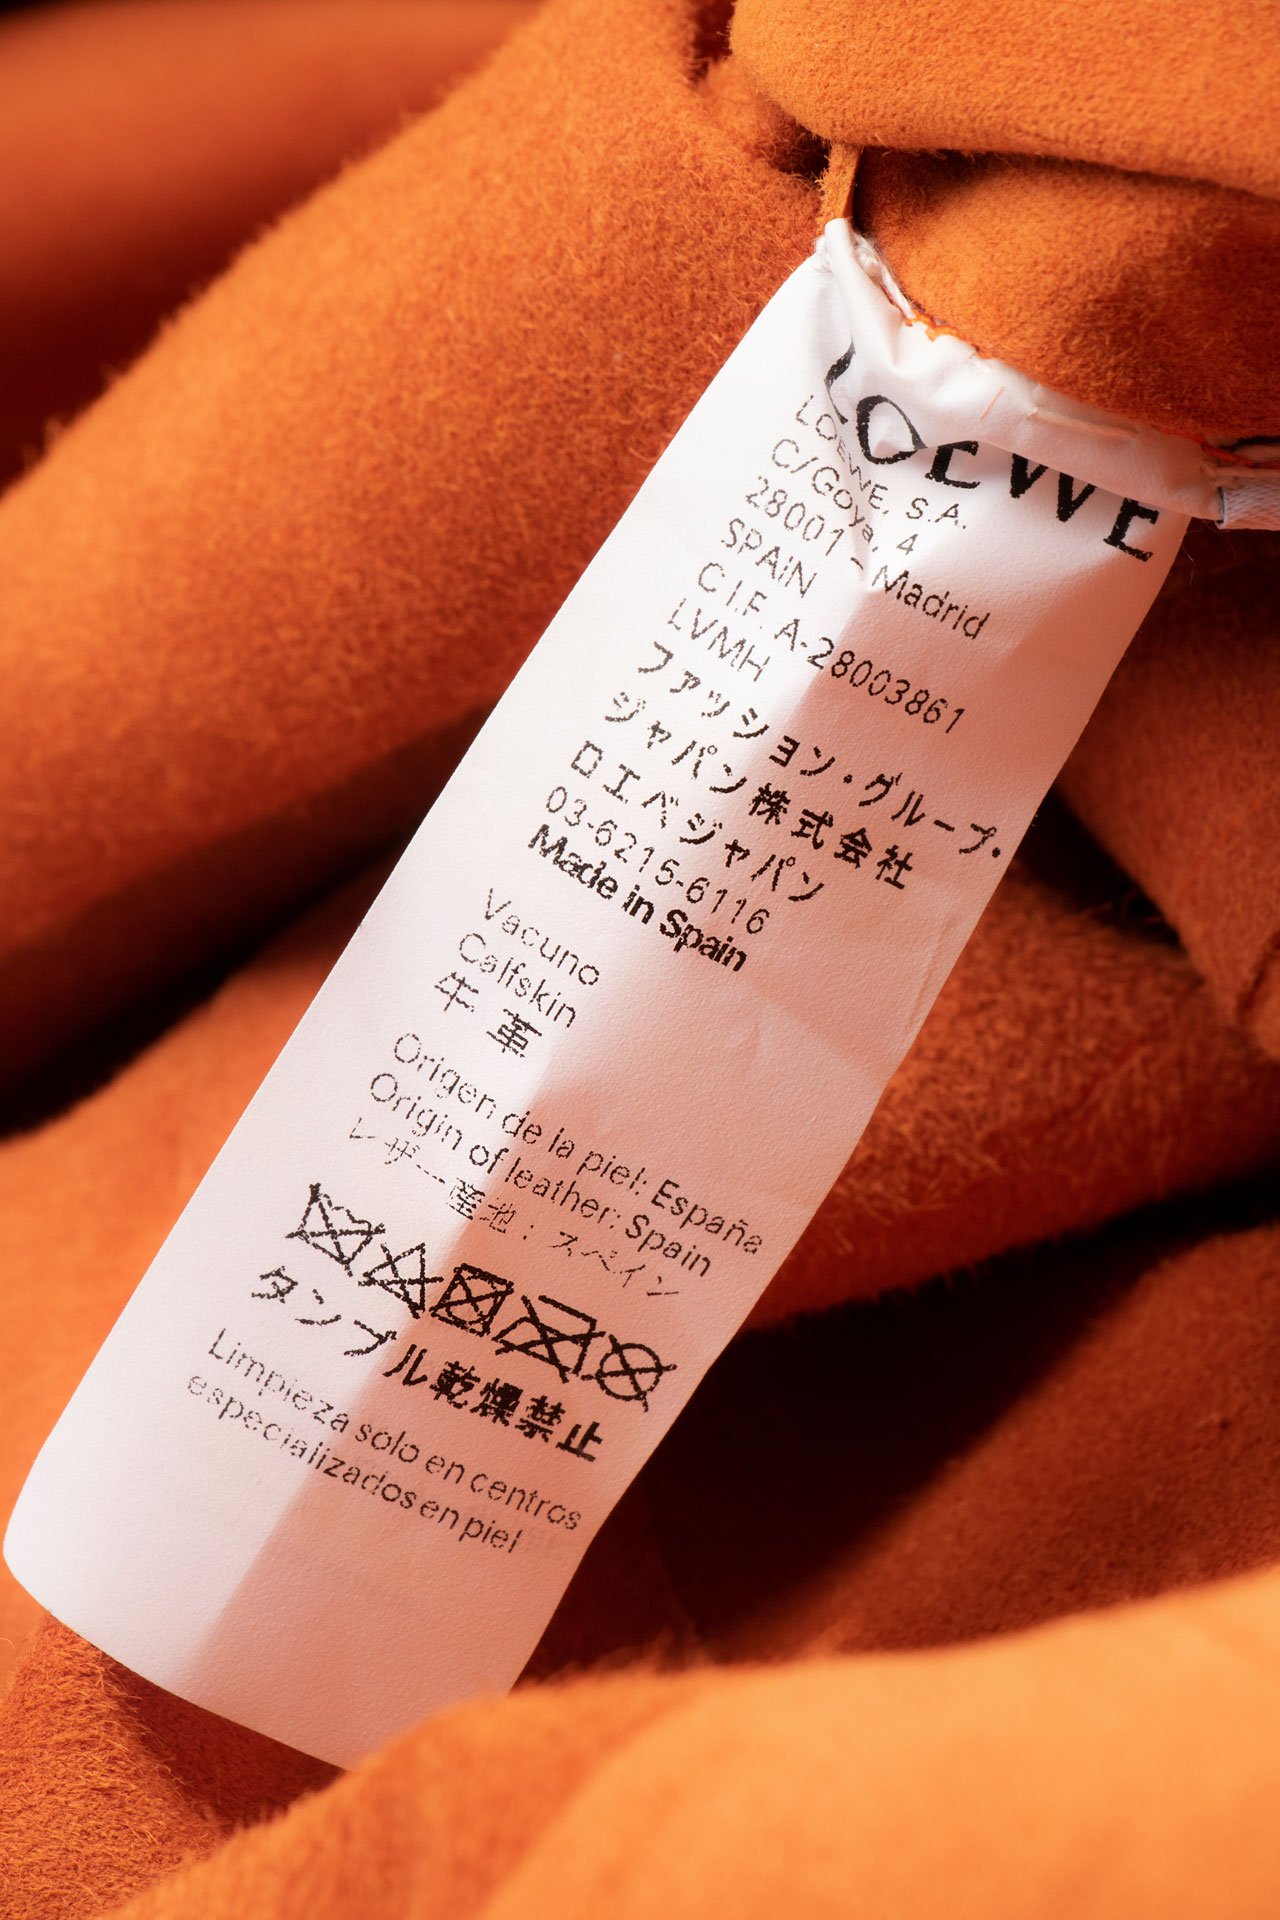 LOEWE
LOEWE, S.A.
C/Goya, 4
28001 - Madrid
SPAIN
C.I.F. A-28003861
LVMH
ファッション・グループ・
ジャパン株式会社
ロエベジャパン
03-6215-6116
Made in Spain
Vacuno
Calfskin
牛革
Origen de la piel: España
Origin of leather: Spain
レザー産地：スペイン
タンブル乾燥禁止
Limpieza solo en centros
especializados en piel